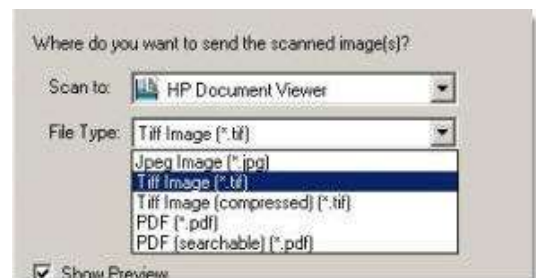 Where do you want to send the scanned image(s)?
Scan to: HP Document Viewer
File Type: Tiff Image (*.tif)
Jpeg Image (*.jpg)
Tiff Image (*.tif)
Tiff Image (compressed) (*.tif)
PDF (*.pdf)
PDF (searchable) (*.pdf)
Show Preview